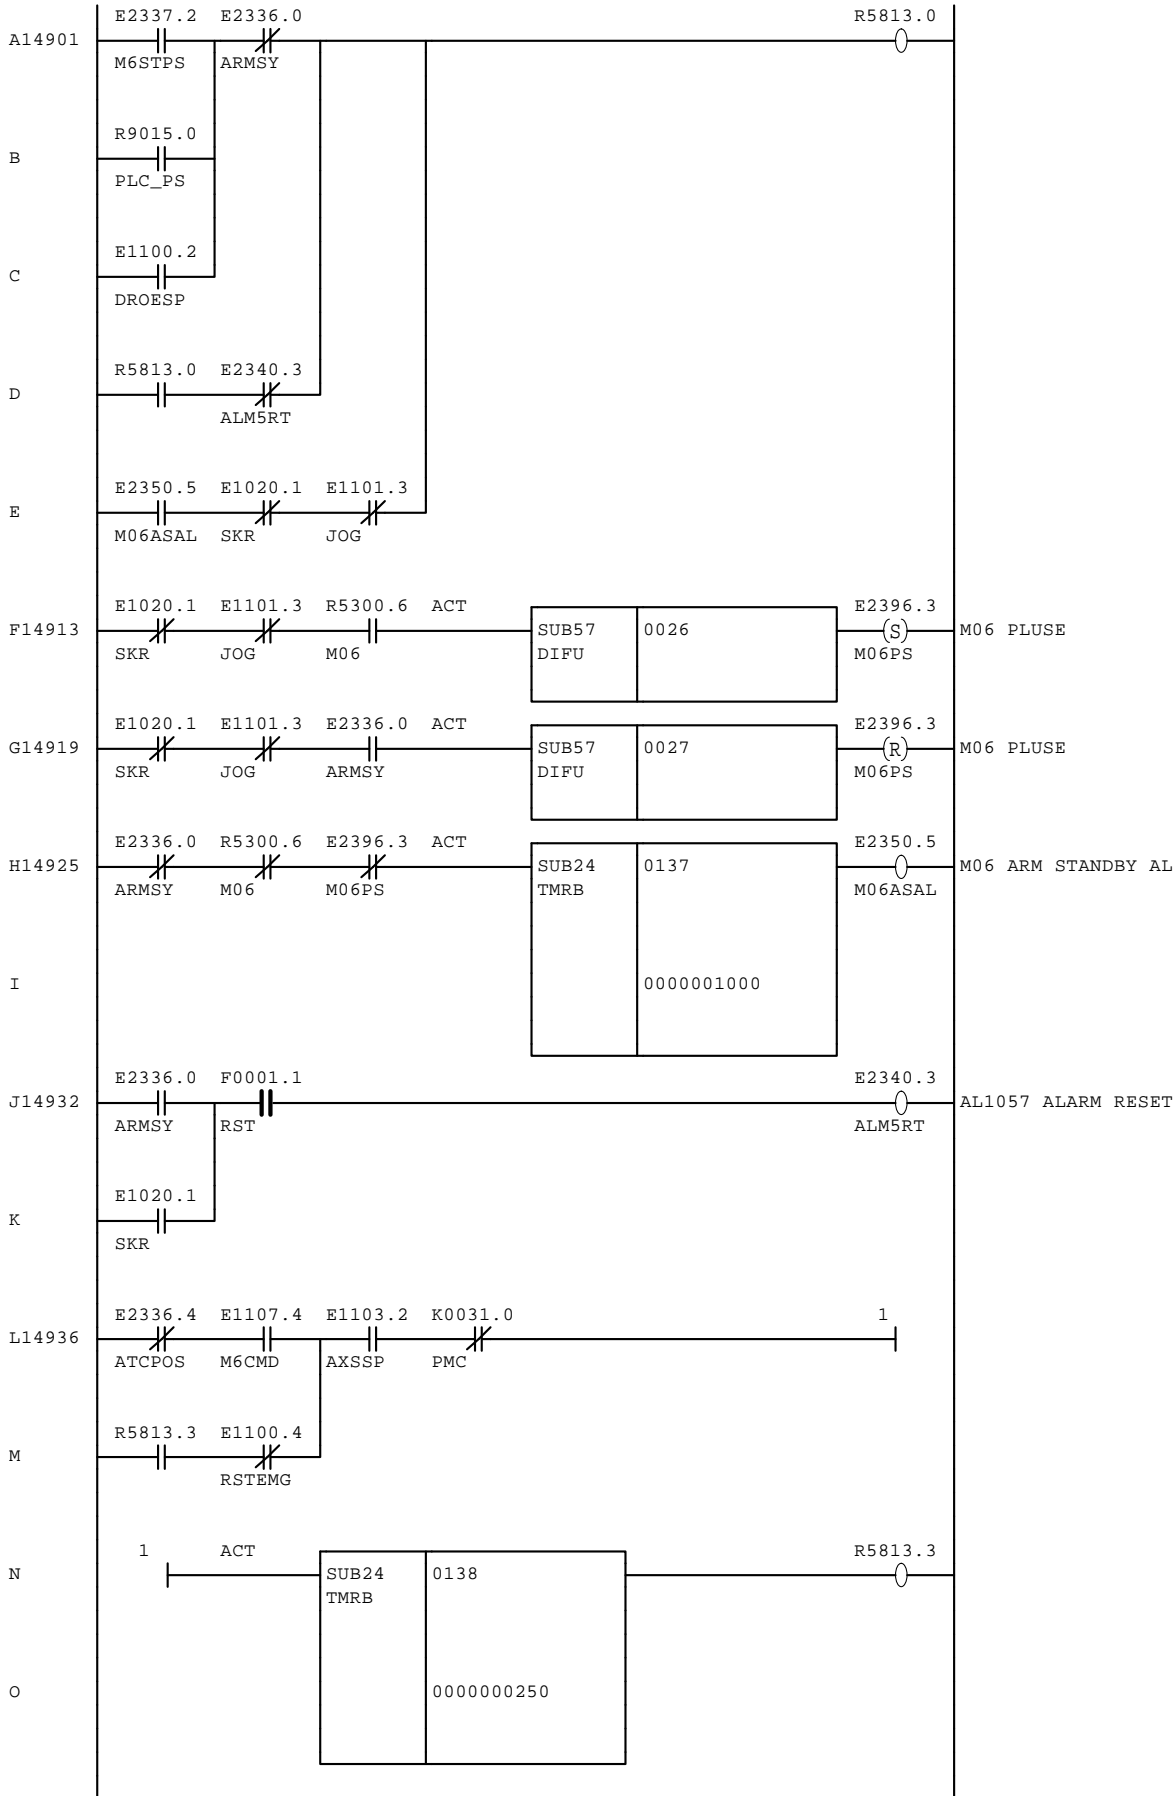 E2337.2 E2336.0 R5813.0
A14901
M6STPS ARMSY
R9015.0
B
PLC_PS
E1100.2
C
DROESP
R5813.0 E2340.3
D
ALM5RT
E2350.5 E1020.1 E1101.3
E
M06ASAL SKR JOG
E1020.1 E1101.3 R5300.6 ACT E2396.3
F14913 SUB57 0026 (S) M06 PLUSE
SKR JOG M06 DIFU M06PS
E1020.1 E1101.3 E2336.0 ACT E2396.3
G14919 SUB57 0027 (R) M06 PLUSE
SKR JOG ARMSY DIFU M06PS
E2336.0 R5300.6 E2396.3 ACT E2350.5
H14925 SUB24 0137 M06 ARM STANDBY AL
ARMSY M06 M06PS TMRB M06ASAL
I 0000001000
E2336.0 F0001.1 E2340.3
J14932 AL1057 ALARM RESET
ARMSY RST ALM5RT
E1020.1
K
SKR
E2336.4 E1107.4 E1103.2 K0031.0 1
L14936
ATCPOS M6CMD AXSSP PMC
R5813.3 E1100.4
M
RSTEMG
1 ACT R5813.3
N SUB24 0138
TMRB
O 0000000250